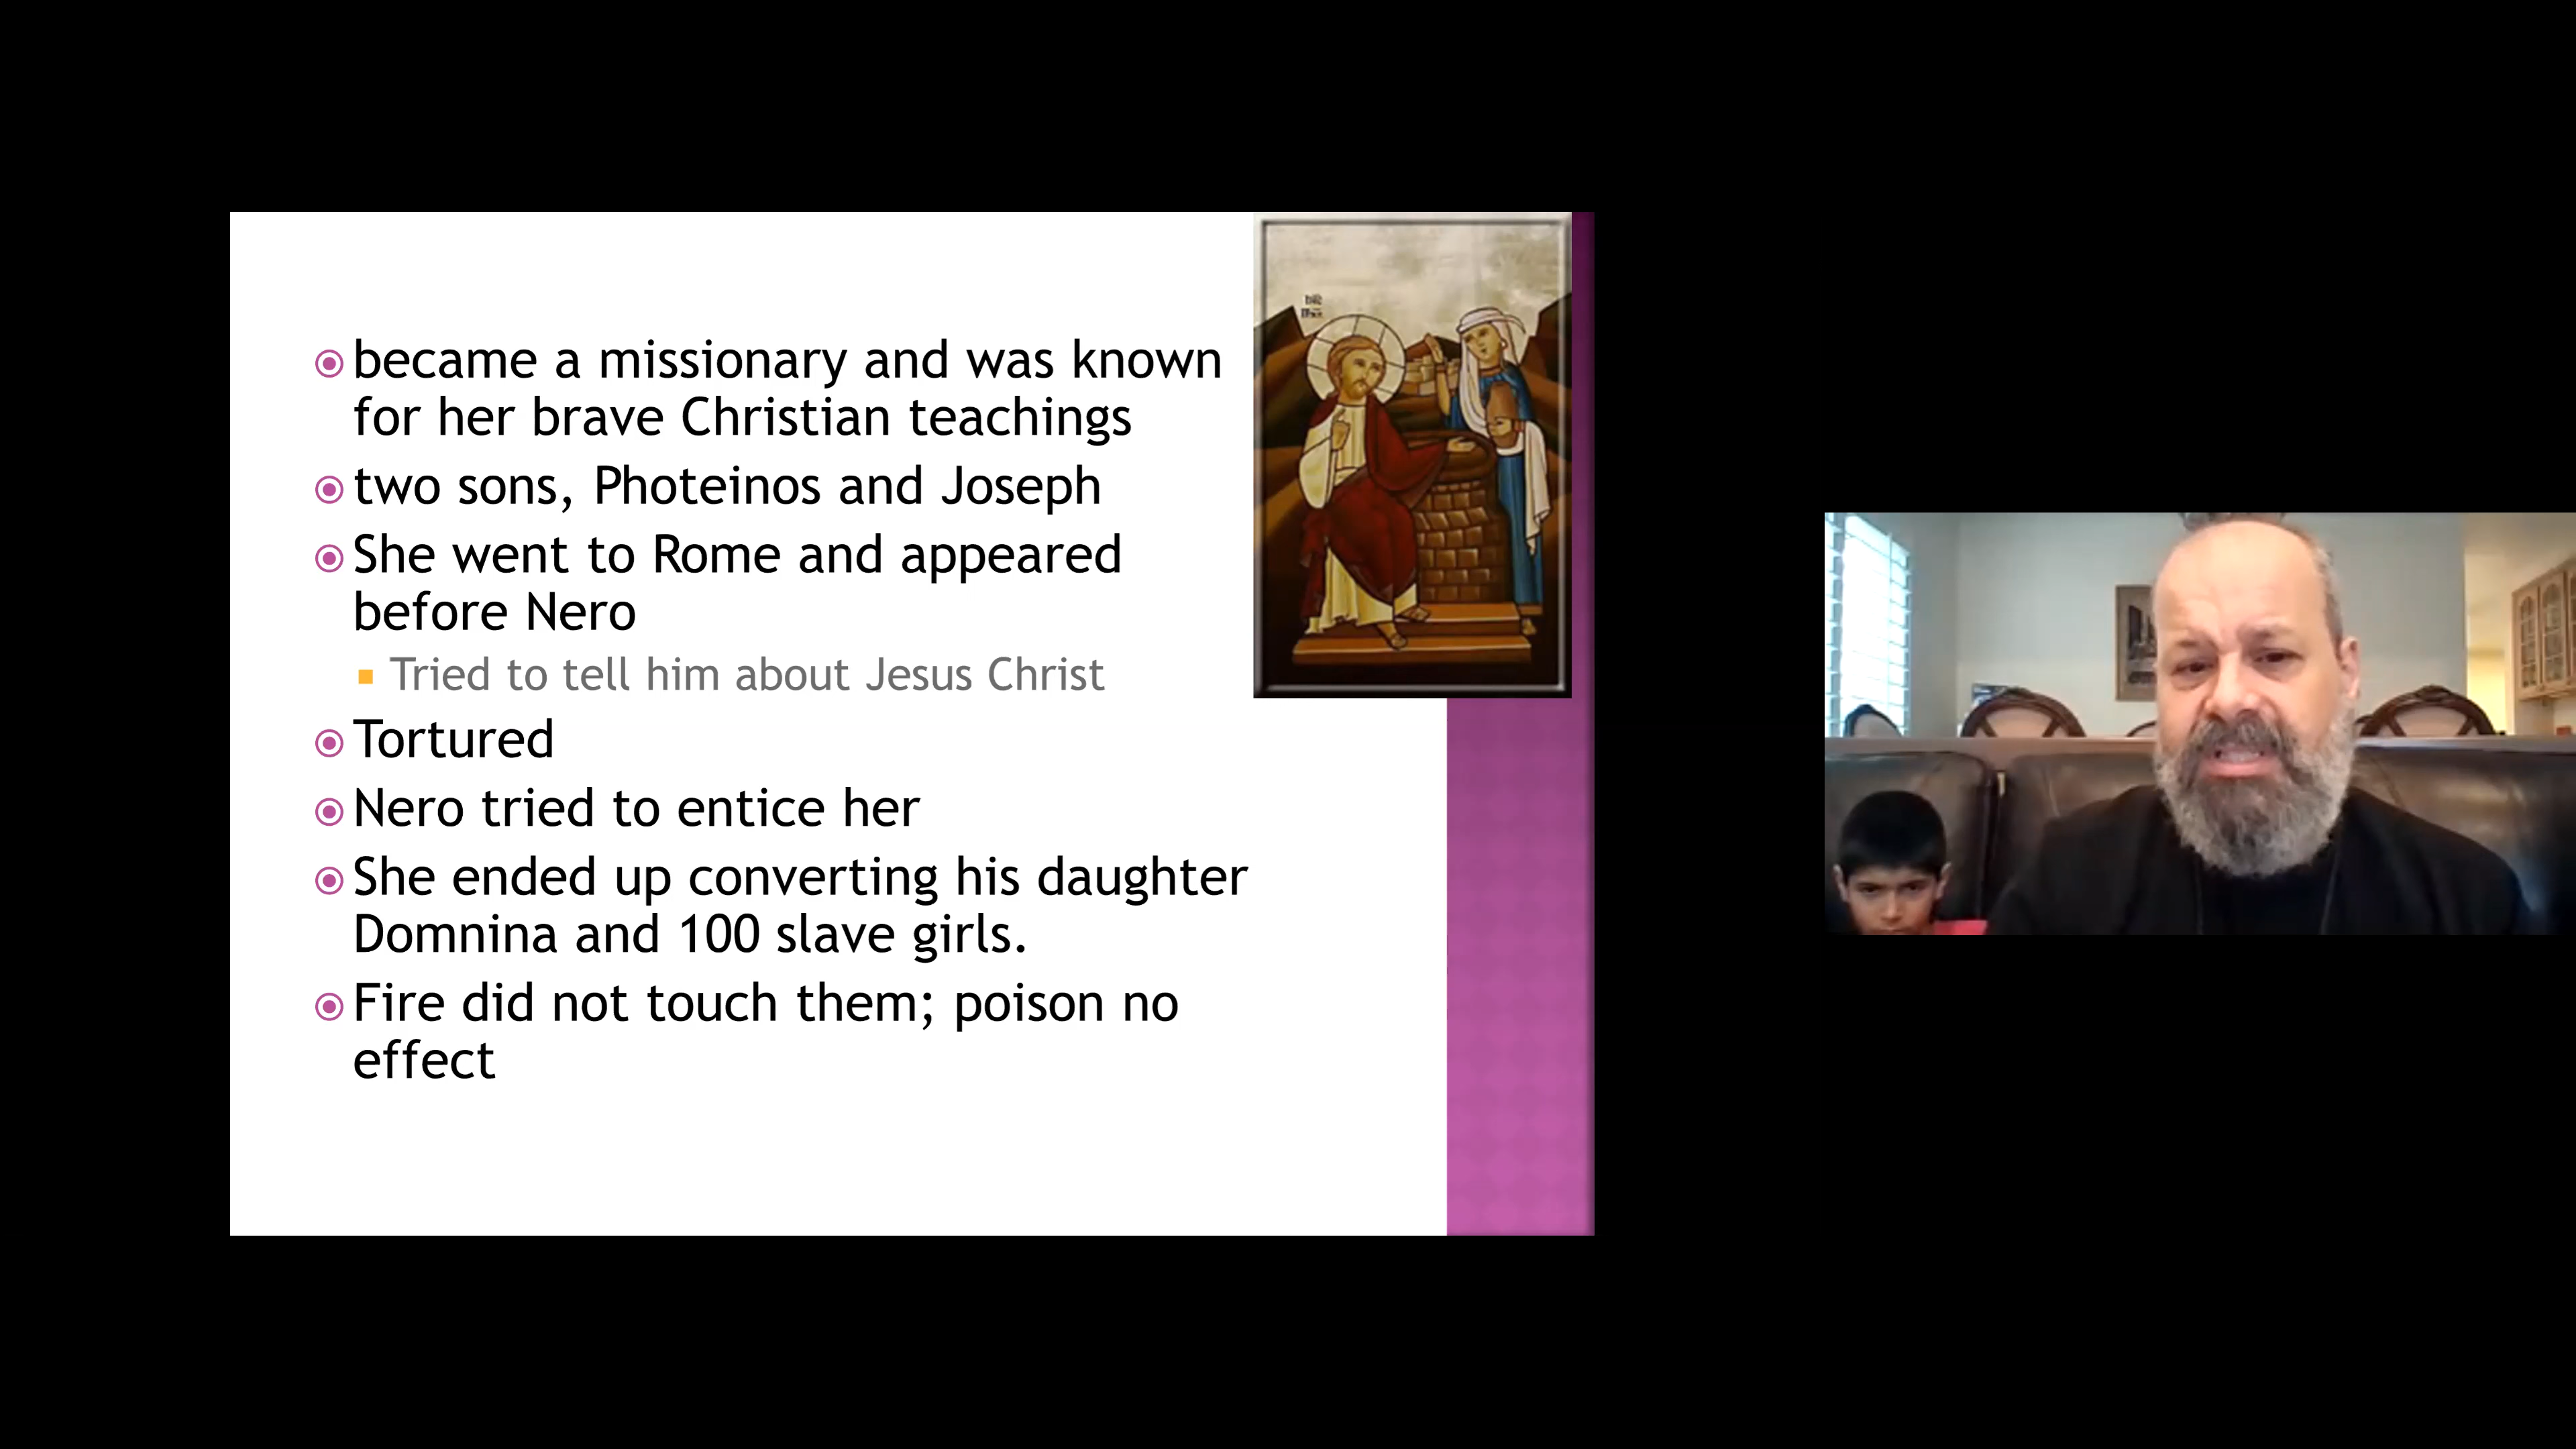 became a missionary and was known
for her brave Christian teachings
two sons, Photeinos and Joseph
She went to Rome and appeared
before Nero
Tried to tell him about Jesus Christ
Tortured
Nero tried to entice her
She ended up converting his daughter
Domnina and 100 slave girls.
Fire did not touch them; poison no
effect